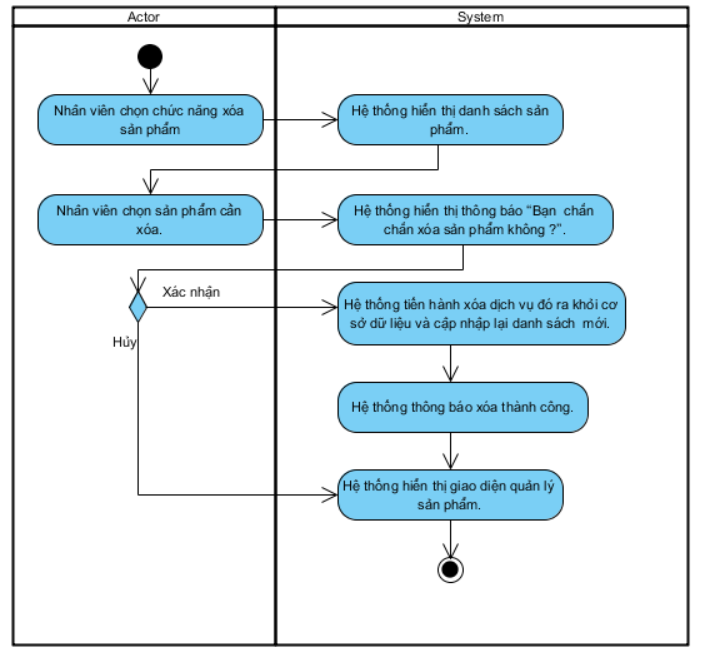 Actor
System
Nhân viên chọn chức năng xóa
sản phẩm
Hệ thống hiển thị danh sách sản
phẩm.
Nhân viên chọn sản phẩm cần
xóa.
Hệ thống hiển thị thông báo "Bạn chần
chần xóa sản phẩm không ?".
Xác nhận
Hệ thống tiến hành xóa dịch vụ đó ra khỏi cơ
sở dữ liệu và cập nhập lại danh sách mới.
Hủy
Hệ thống thông báo xóa thành công.
Hệ thống hiển thị giao diện quản lý
sản phẩm.